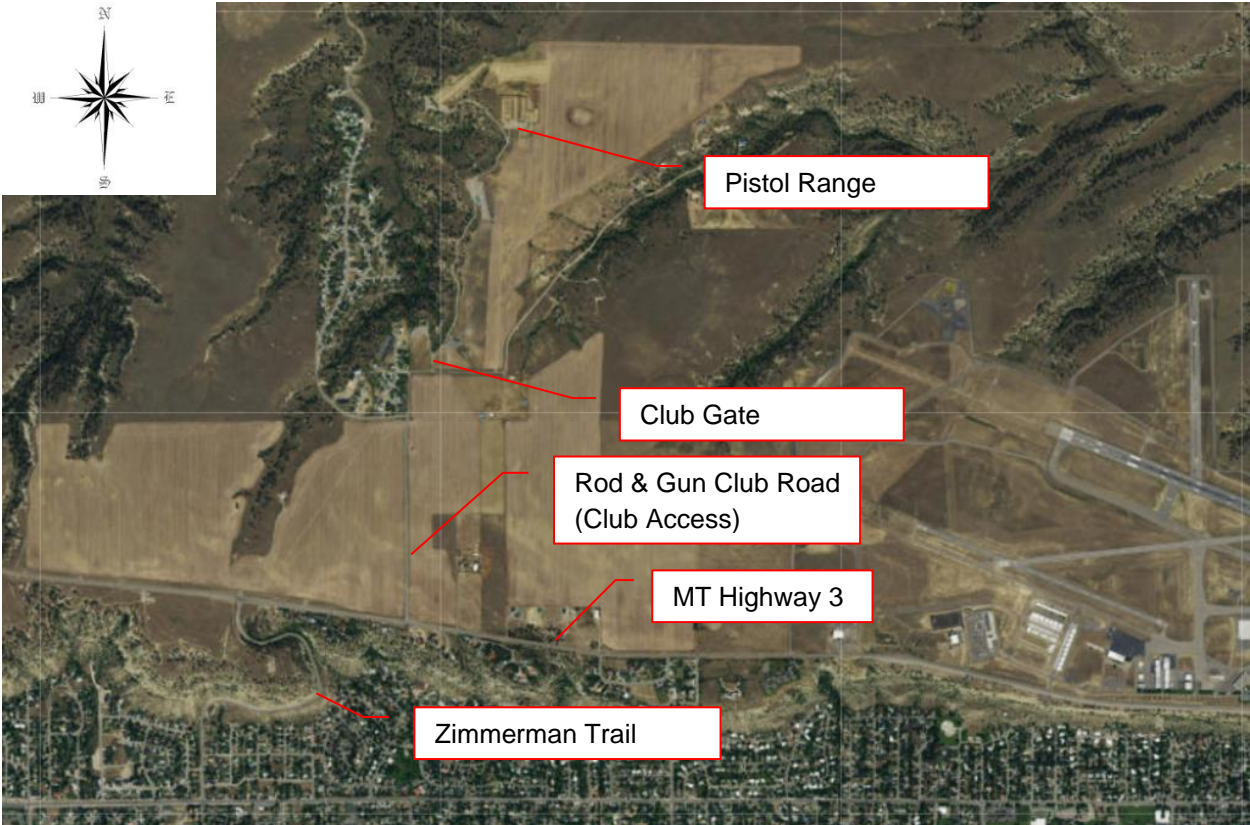 N
W
E
S
Pistol Range
Club Gate
Rod & Gun Club Road
(Club Access)
MT Highway 3
Zimmerman Trail